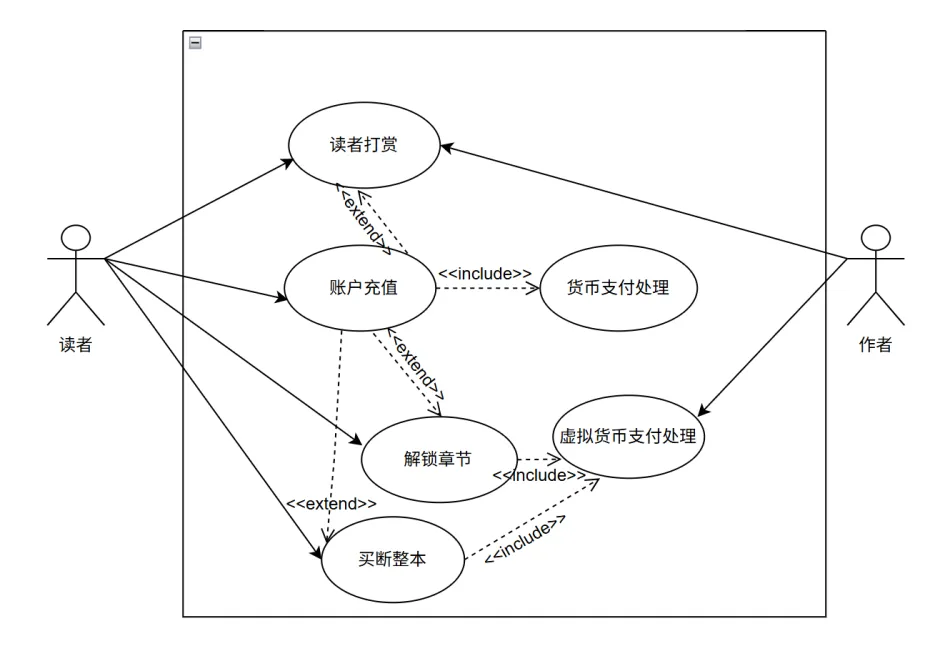 读者打赏
<<extend>>
账户充值
<<include>>
货币支付处理
读者
作者
<<extend>>
虚拟货币支付处理
解锁章节
<<include>>
<<extend>>
<<include>>
买断整本